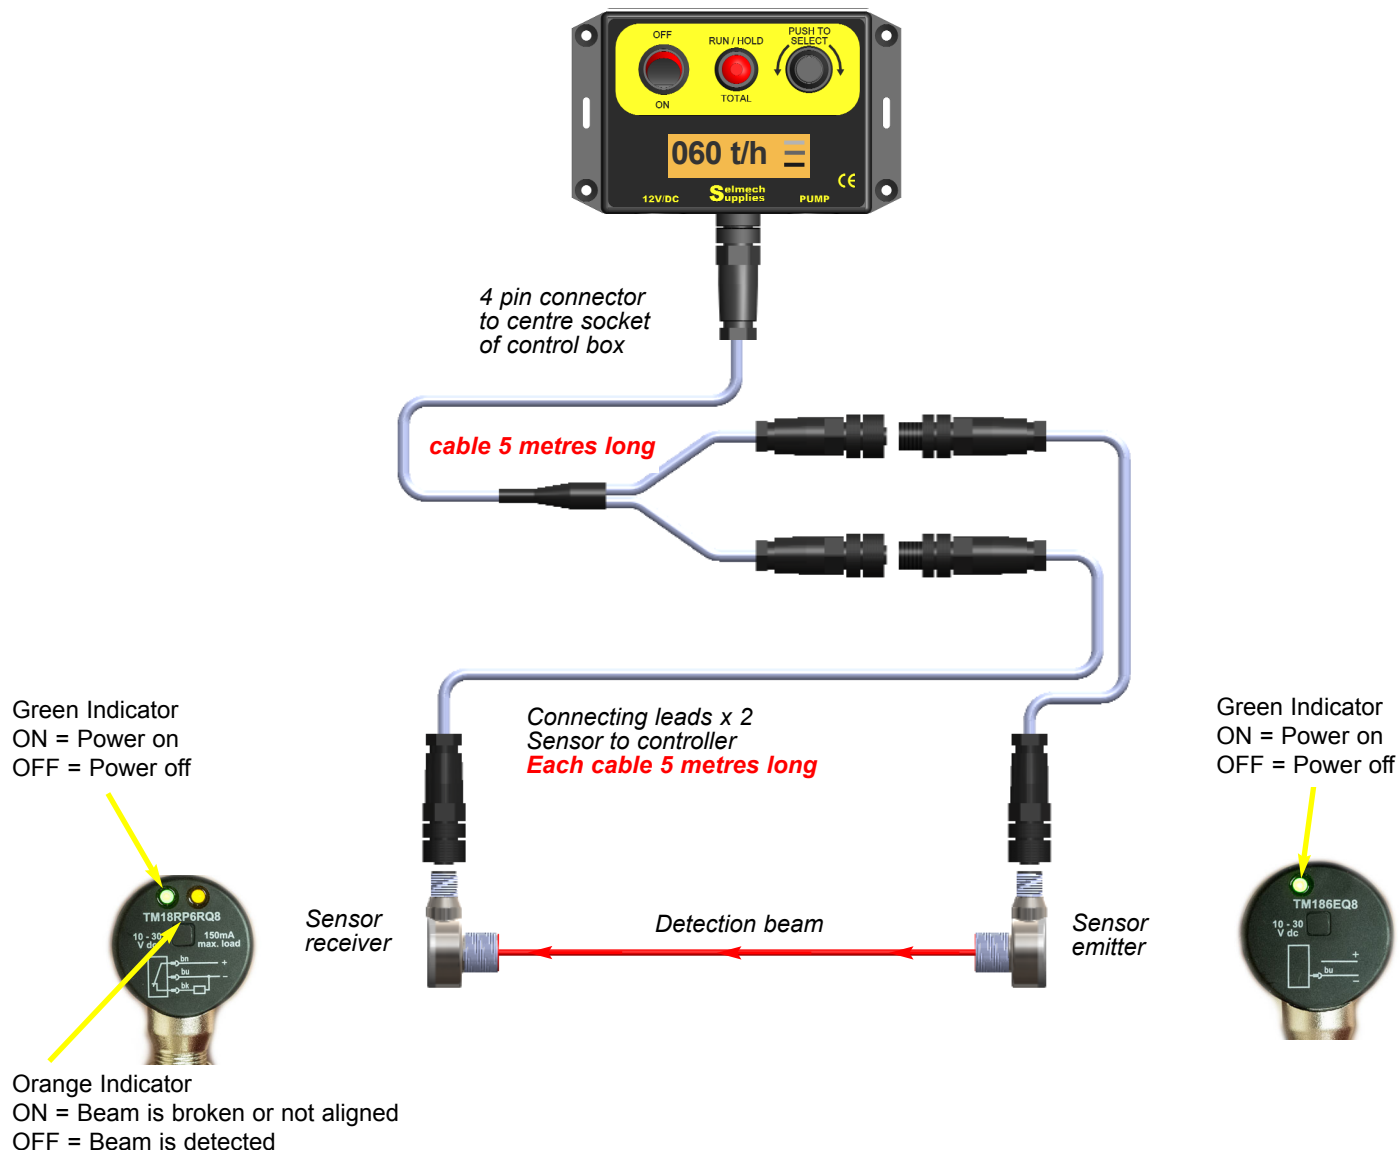 OFF
ON
RUN / HOLD
TOTAL
PUSH TO
SELECT
060 t/h
12V/DC
Selmech
Supplies
PUMP
CE
4 pin connector
to centre socket
of control box
cable 5 metres long
Connecting leads x 2
Sensor to controller
Each cable 5 metres long
Green Indicator
ON = Power on
OFF = Power off
Green Indicator
ON = Power on
OFF = Power off
TM18RP6RQ8
10 - 30
V dc
150mA
max. load
bn
+
bu
−
bk
Sensor
receiver
Detection beam
Sensor
emitter
TM186EQ8
10 - 30
V dc
+
bu
−
Orange Indicator
ON = Beam is broken or not aligned
OFF = Beam is detected